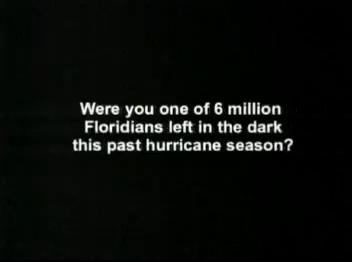 Were you one of 6 million
Floridians left in the dark
this past hurricane season?